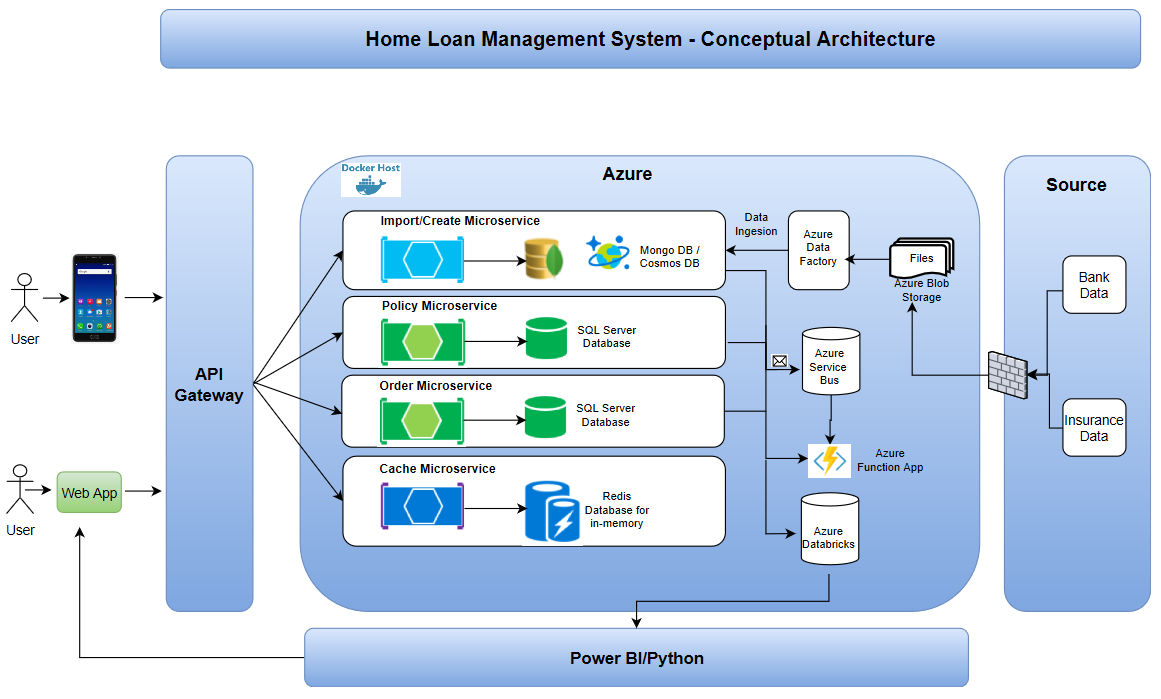 Home Loan Management System - Conceptual Architecture
Docker Host
Azure
Source
Import/Create Microservice
Mongo DB /
Cosmos DB
Data
Ingesion
Azure
Data
Factory
Files
Azure Blob
Storage
Bank
Data
Policy Microservice
SQL Server
Database
User
API
Gateway
Azure
Service
Bus
Order Microservice
SQL Server
Database
Insurance
Data
Cache Microservice
Azure
Function App
Redis
Database for
in-memory
Web App
User
Azure
Databricks
Power BI/Python